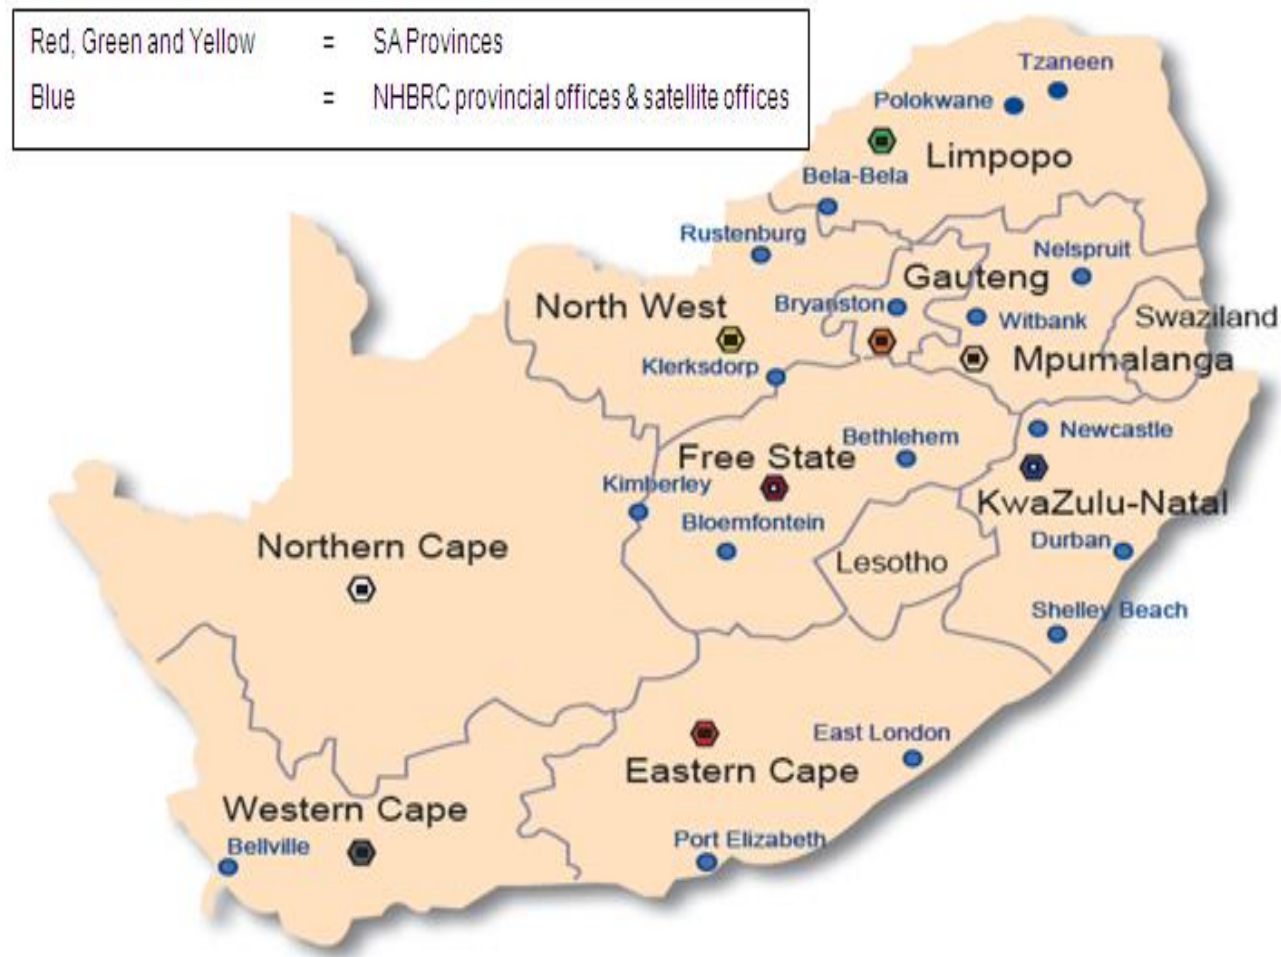 Red, Green and Yellow = SA Provinces
Blue = NHBRC provincial offices & satellite offices
Tzaneen
Polokwane
Limpopo
Bela-Bela
Rustenburg
Nelspruit
Gauteng
North West
Bryanston
Witbank
Swaziland
Mpumalanga
Klerksdorp
Newcastle
Bethlehem
Free State
Kimberley
KwaZulu-Natal
Bloemfontein
Durban
Northern Cape
Lesotho
Shelley Beach
East London
Eastern Cape
Western Cape
Port Elizabeth
Bellville